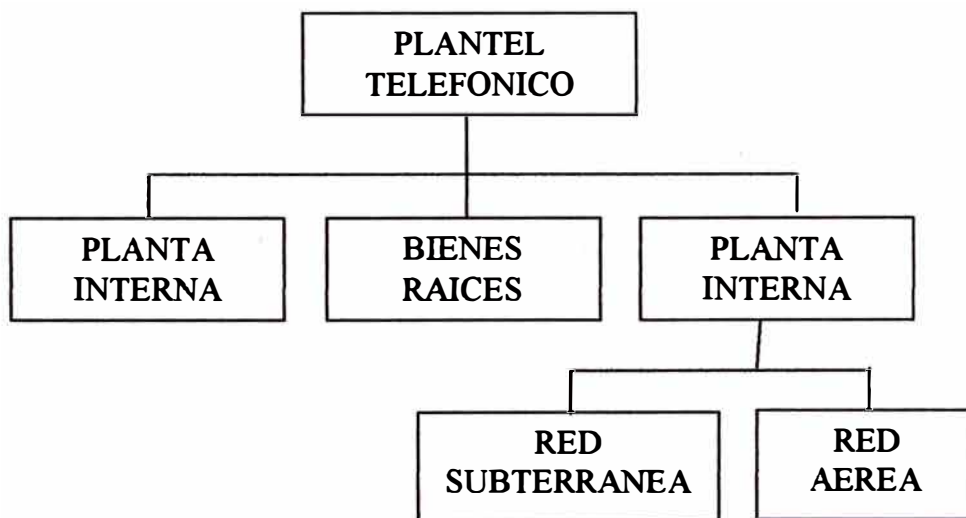 PLANTEL
TELEFONICO
PLANTA
INTERNA
BIENES
RAICES
PLANTA
INTERNA
RED
SUBTERRANEA
RED
AEREA